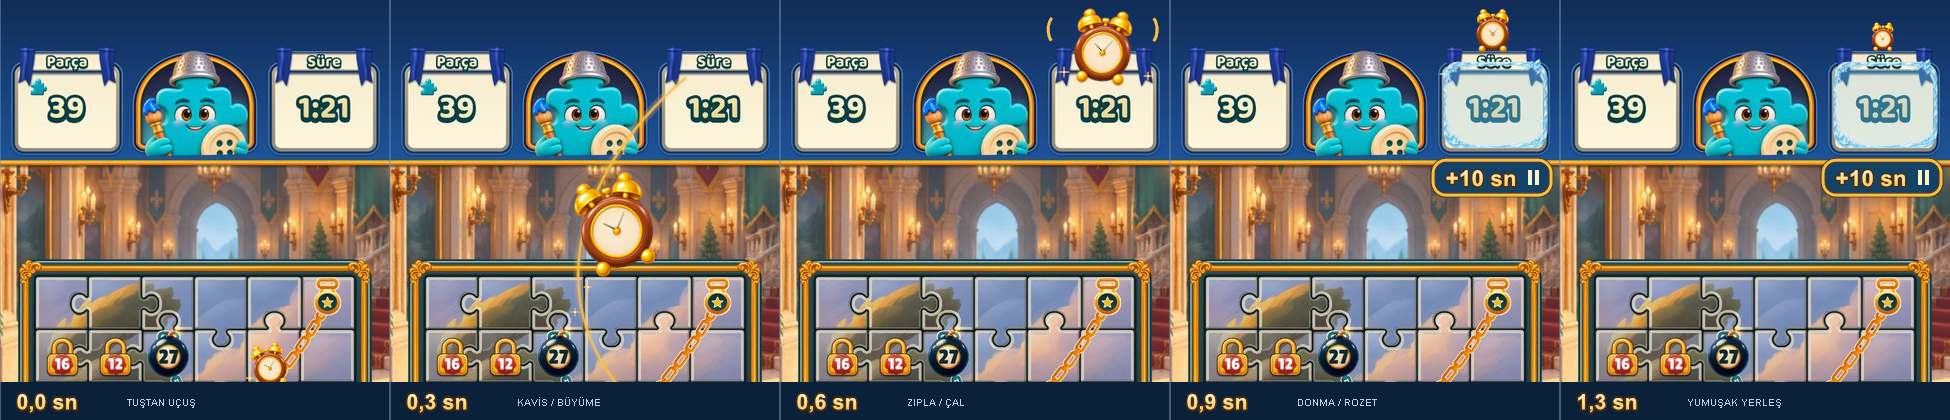 Parça
39
Süre
1:21
16
12
27
0,0 sn
TUŞTAN UÇUŞ
Parça
39
Süre
1:21
16
12
27
0,3 sn
KAVİS / BÜYÜME
Parça
39
1:21
16
12
27
0,6 sn
ZIPLA / ÇAL
Parça
39
Süre
1:21
+10 sn
16
12
27
0,9 sn
DONMA / ROZET
Parça
39
Süre
1:21
+10 sn
16
12
27
1,3 sn
YUMUŞAK YERLEŞ